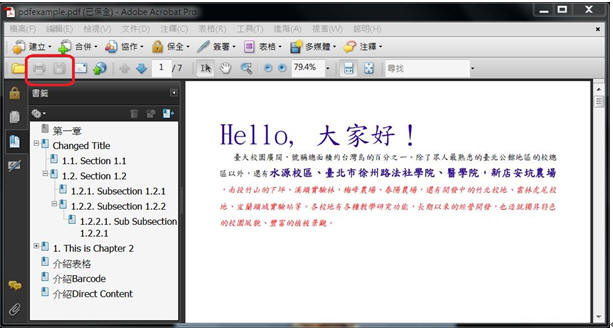 pdfexample.pdf (已保全) - Adobe Acrobat Pro
檔案(F) 編輯(E) 檢視(V) 文件(D) 註釋(C) 表格(R) 工具(T) 進階(A) 視窗(W) 說明(H)
建立 合併 協作 保全 簽署 表格 多媒體 註釋
1 / 7 79.4% 尋找
書籤
第一章
Changed Title
1.1. Section 1.1
1.2. Section 1.2
1.2.1. Subsection 1.2.1
1.2.2. Subsection 1.2.2
1.2.2.1. Sub Subsection
1.2.2.1
1. This is Chapter 2
介紹表格
介紹Barcode
介紹Direct Content
Hello, 大家好！
臺大校園廣闊，號稱總面積約台灣島的百分之一，除了眾人最熟悉的臺北公館地區的校總
區以外，還有水源校區、臺北市徐州路法社學院、醫學院，新店安坑農場
，南投竹山的下坪、溪頭實驗林，梅峰農場、春陽農場，還有開發中的竹北校地、雲林虎尾校
地、宜蘭頭城實驗站等。各校地有各種教學研究功能，長期以來的經營開發，也造就獨具特色
的校園風貌、豐富的植被景觀。